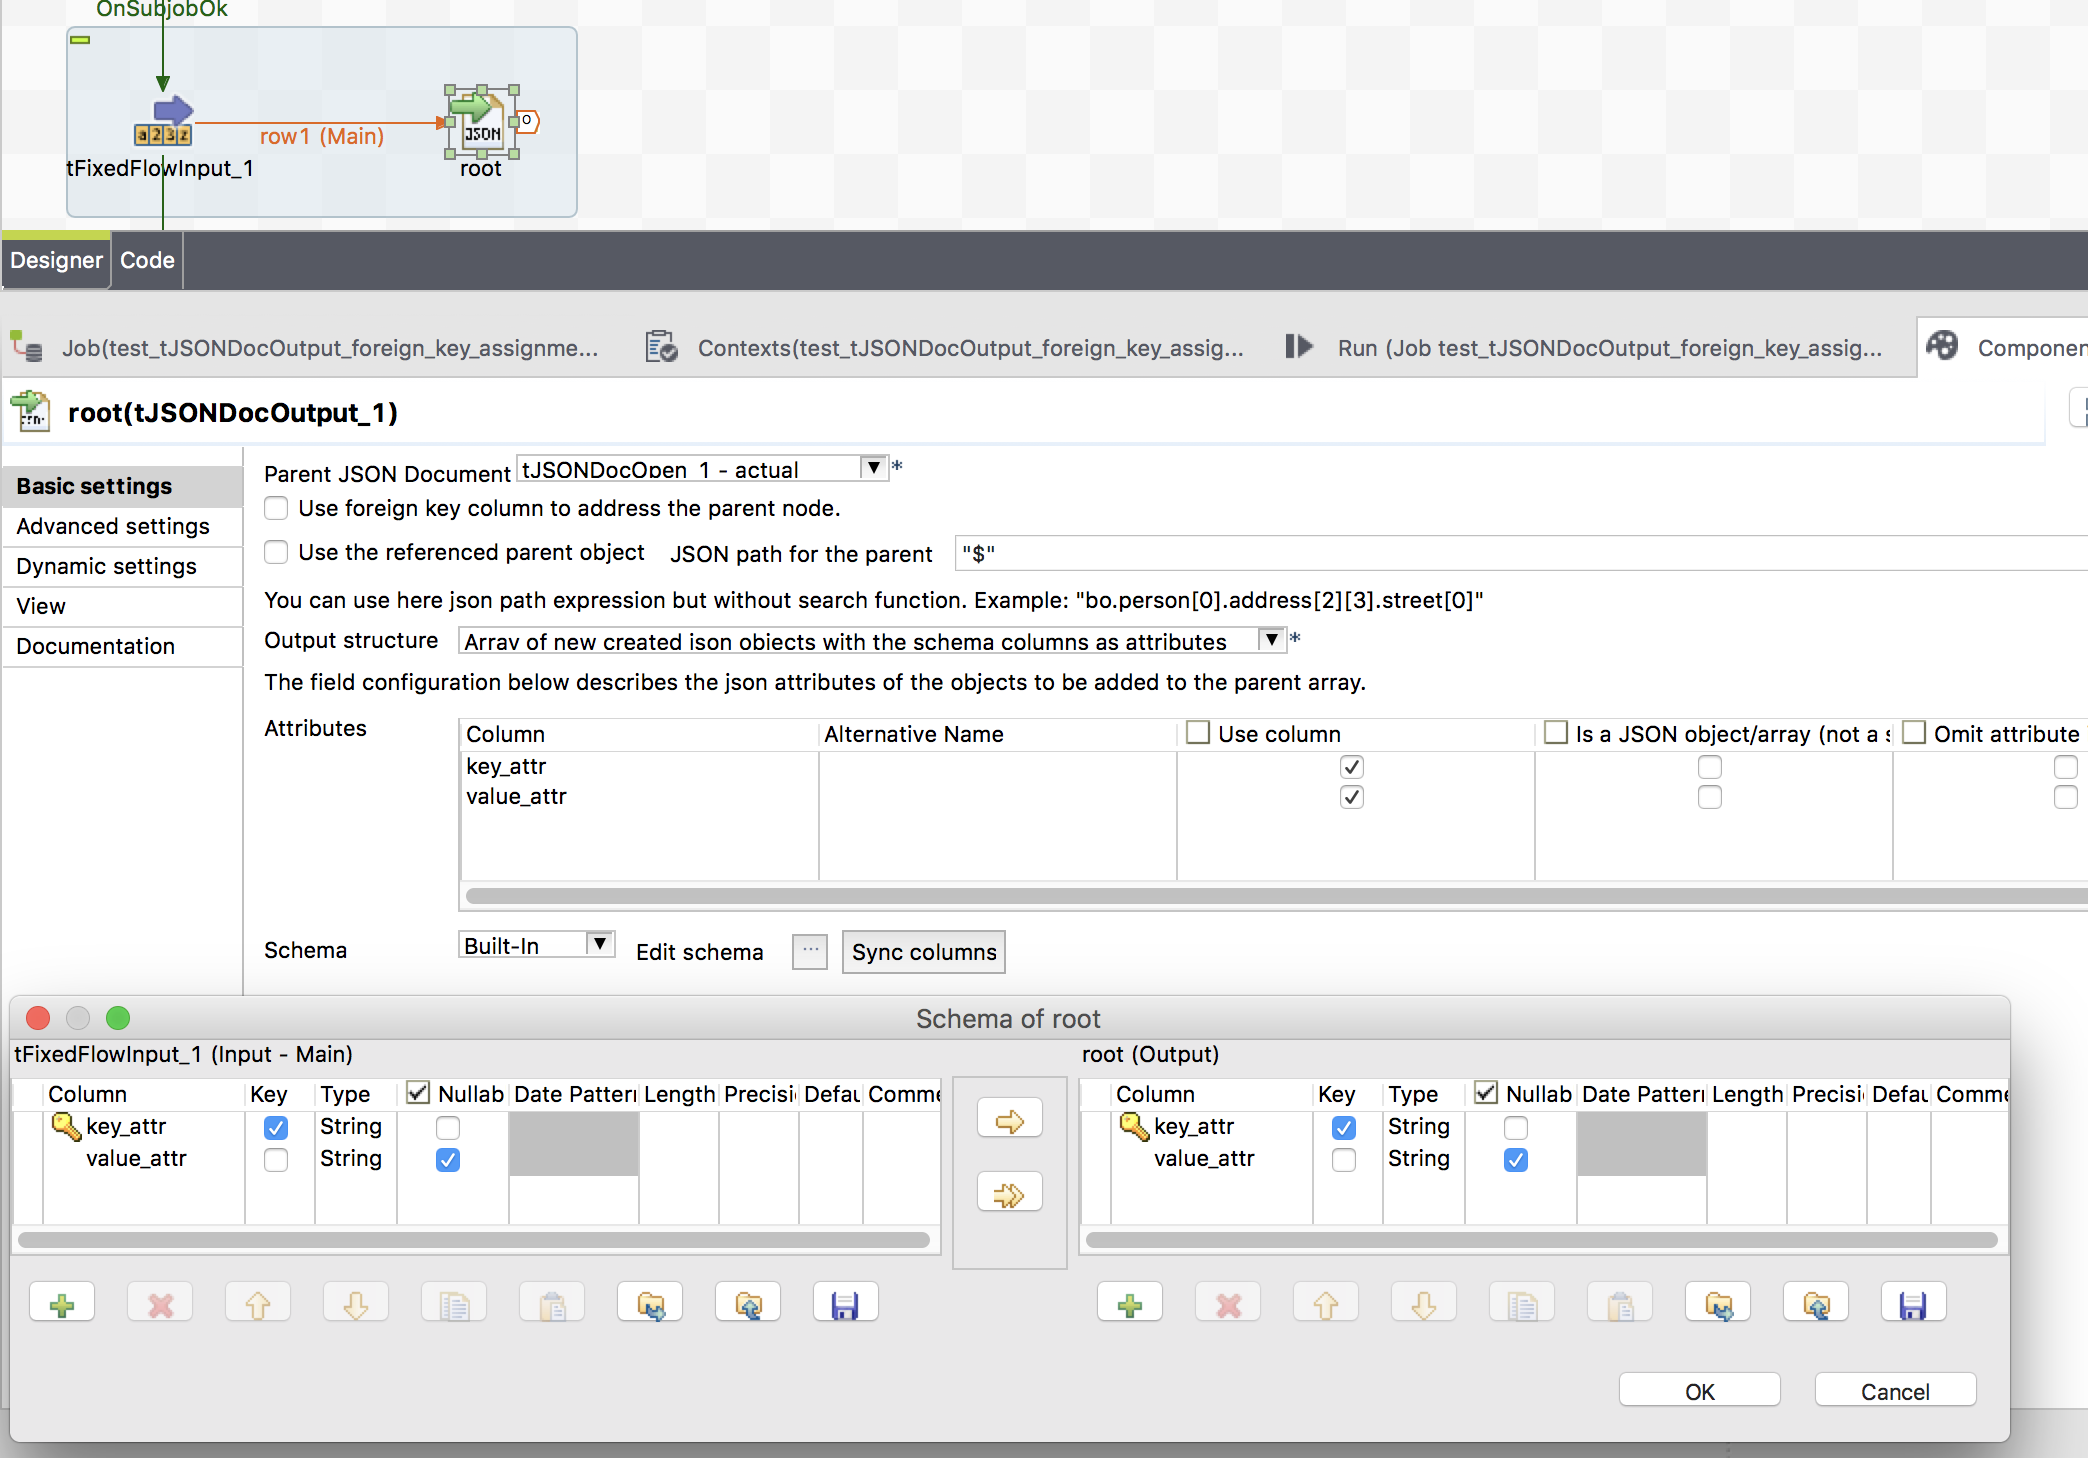 OnSubjobOk
a23z
JSON
O
row1 (Main)
tFixedFlowInput_1
root
Designer
Code
Job(test_tJSONDocOutput_foreign_key_assignme...
Contexts(test_tJSONDocOutput_foreign_key_assig...
Run (Job test_tJSONDocOutput_foreign_key_assig...
Componen
root(tJSONDocOutput_1)
Basic settings
Advanced settings
Dynamic settings
View
Documentation
Parent JSON Document tJSONDocOpen_1 - actual *
Use foreign key column to address the parent node.
Use the referenced parent object JSON path for the parent "$"
You can use here json path expression but without search function. Example: "bo.person[0].address[2][3].street[0]"
Output structure Array of new created json objects with the schema columns as attributes *
The field configuration below describes the json attributes of the objects to be added to the parent array.
Attributes
Column Alternative Name Use column Is a JSON object/array (not a s Omit attribute
key_attr
value_attr
Schema Built-In Edit schema ... Sync columns
Schema of root
tFixedFlowInput_1 (Input - Main)
Column Key Type Nullab Date Pattern Length Precisi Defau Comme
key_attr String
value_attr String
root (Output)
Column Key Type Nullab Date Pattern Length Precisi Defau Comme
key_attr String
value_attr String
OK Cancel